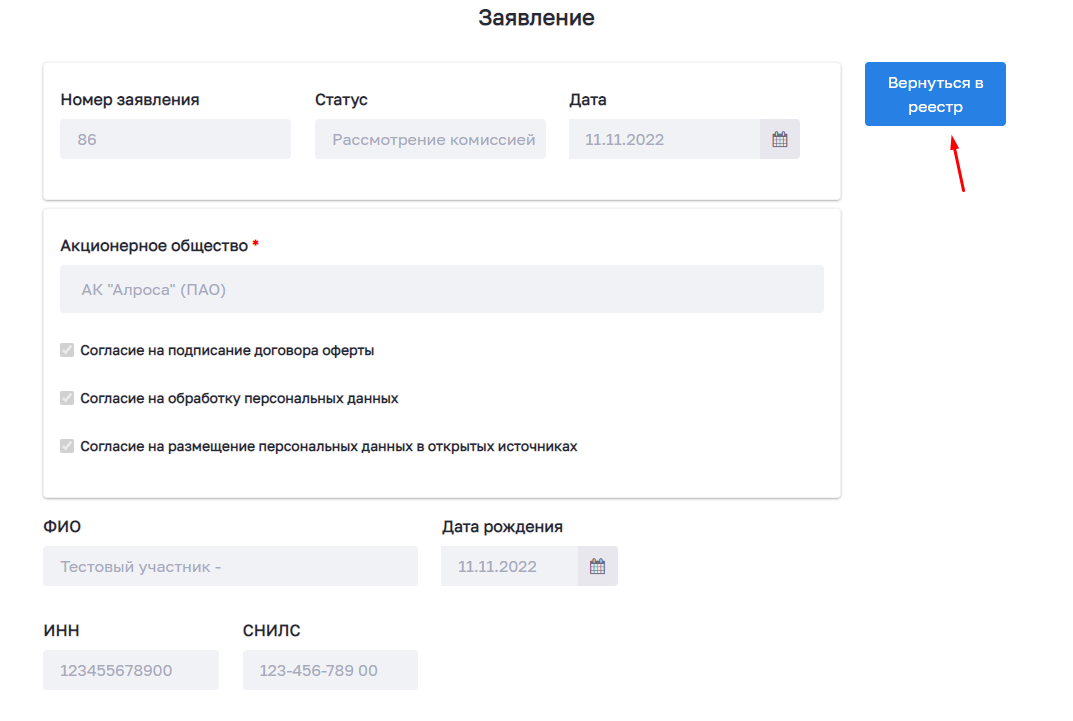 Заявление
Номер заявления
Статус
Дата
Вернуться в
реестр
86
Рассмотрение комиссией
11.11.2022
Акционерное общество *
АК "Алроса" (ПАО)
Согласие на подписание договора оферты
Согласие на обработку персональных данных
Согласие на размещение персональных данных в открытых источниках
ФИО
Дата рождения
Тестовый участник -
11.11.2022
ИНН
СНИЛС
123455678900
123-456-789 00